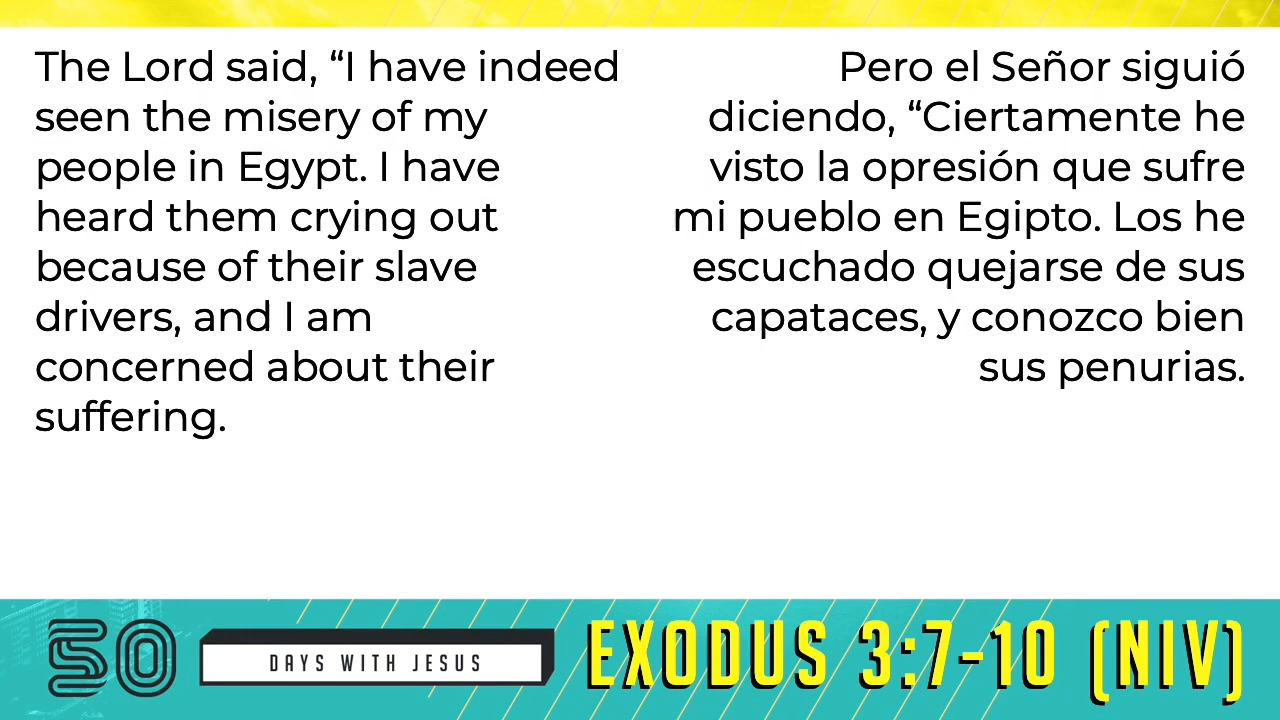 The Lord said, “I have indeed
seen the misery of my
people in Egypt. I have
heard them crying out
because of their slave
drivers, and I am
concerned about their
suffering.
Pero el Señor siguió
diciendo, “Ciertamente he
visto la opresión que sufre
mi pueblo en Egipto. Los he
escuchado quejarse de sus
capataces, y conozco bien
sus penurias.
50
DAYS WITH JESUS
EXODUS 3:7-10 (NIV)